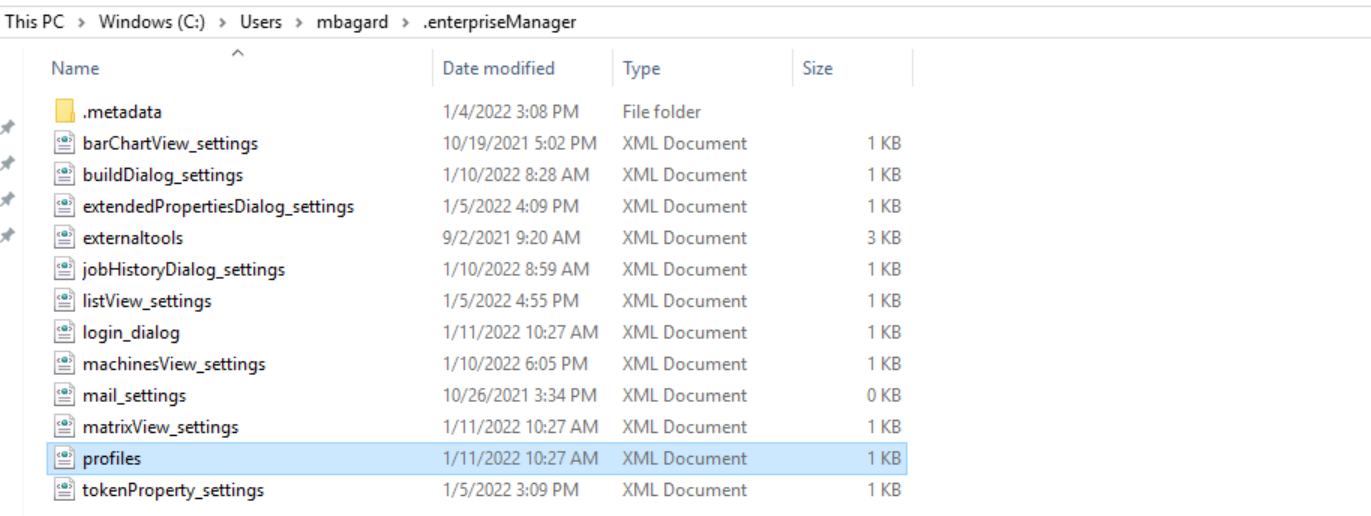 This PC > Windows (C:) > Users > mbagard > .enterpriseManager
Name Date modified Type Size
.metadata 1/4/2022 3:08 PM File folder
barChartView_settings 10/19/2021 5:02 PM XML Document 1 KB
buildDialog_settings 1/10/2022 8:28 AM XML Document 1 KB
extendedPropertiesDialog_settings 1/5/2022 4:09 PM XML Document 1 KB
externaltools 9/2/2021 9:20 AM XML Document 3 KB
jobHistoryDialog_settings 1/10/2022 8:59 AM XML Document 1 KB
listView_settings 1/5/2022 4:55 PM XML Document 1 KB
login_dialog 1/11/2022 10:27 AM XML Document 1 KB
machinesView_settings 1/10/2022 6:05 PM XML Document 1 KB
mail_settings 10/26/2021 3:34 PM XML Document 0 KB
matrixView_settings 1/11/2022 10:27 AM XML Document 1 KB
profiles 1/11/2022 10:27 AM XML Document 1 KB
tokenProperty_settings 1/5/2022 3:09 PM XML Document 1 KB